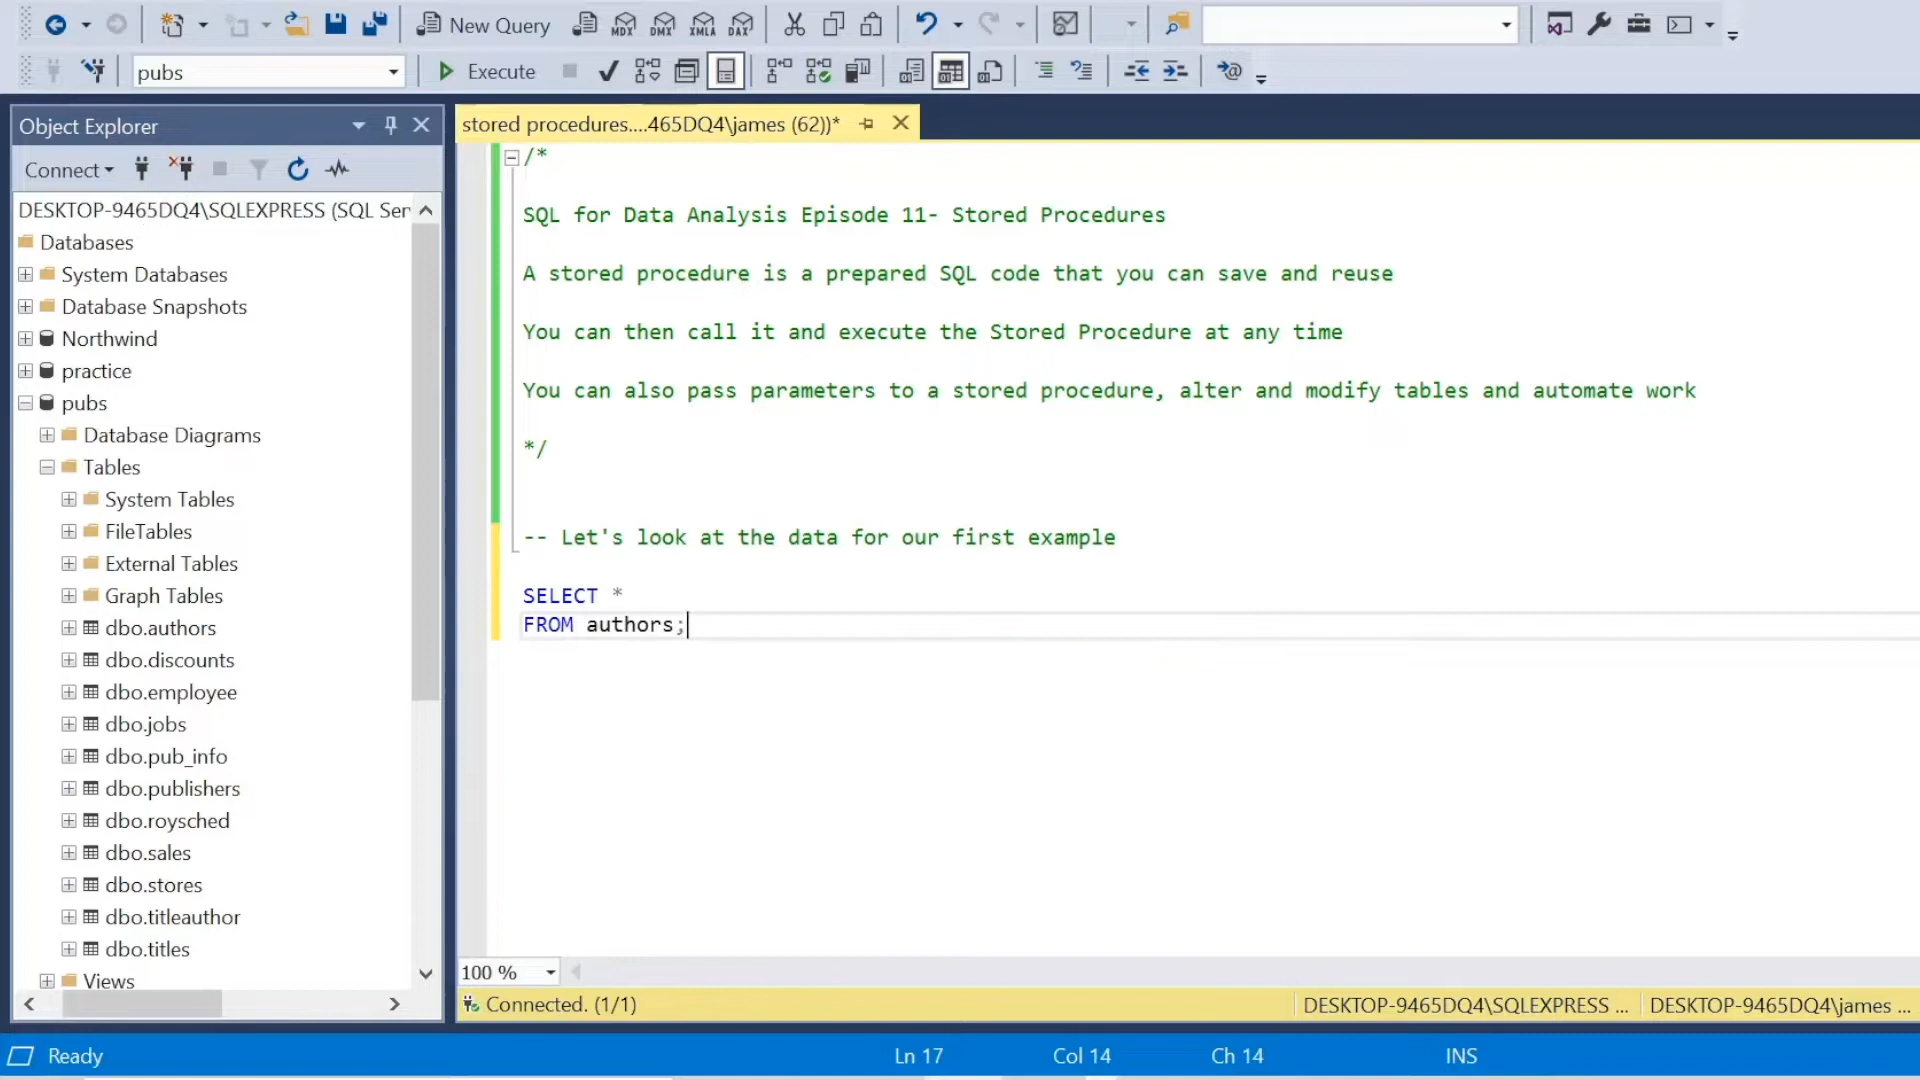 New Query
MDX
DMX
XMLA
DAX
pubs
Execute
Object Explorer
Connect
DESKTOP-9465DQ4\SQLEXPRESS (SQL Ser
Databases
System Databases
Database Snapshots
Northwind
practice
pubs
Database Diagrams
Tables
System Tables
FileTables
External Tables
Graph Tables
dbo.authors
dbo.discounts
dbo.employee
dbo.jobs
dbo.pub_info
dbo.publishers
dbo.roysched
dbo.sales
dbo.stores
dbo.titleauthor
dbo.titles
Views
stored procedures....465DQ4\james (62))*
/*
SQL for Data Analysis Episode 11- Stored Procedures
A stored procedure is a prepared SQL code that you can save and reuse
You can then call it and execute the Stored Procedure at any time
You can also pass parameters to a stored procedure, alter and modify tables and automate work
*/
-- Let's look at the data for our first example
SELECT *
FROM authors;
100 %
Connected. (1/1)
DESKTOP-9465DQ4\SQLEXPRESS ...
DESKTOP-9465DQ4\james ...
Ready
Ln 17
Col 14
Ch 14
INS